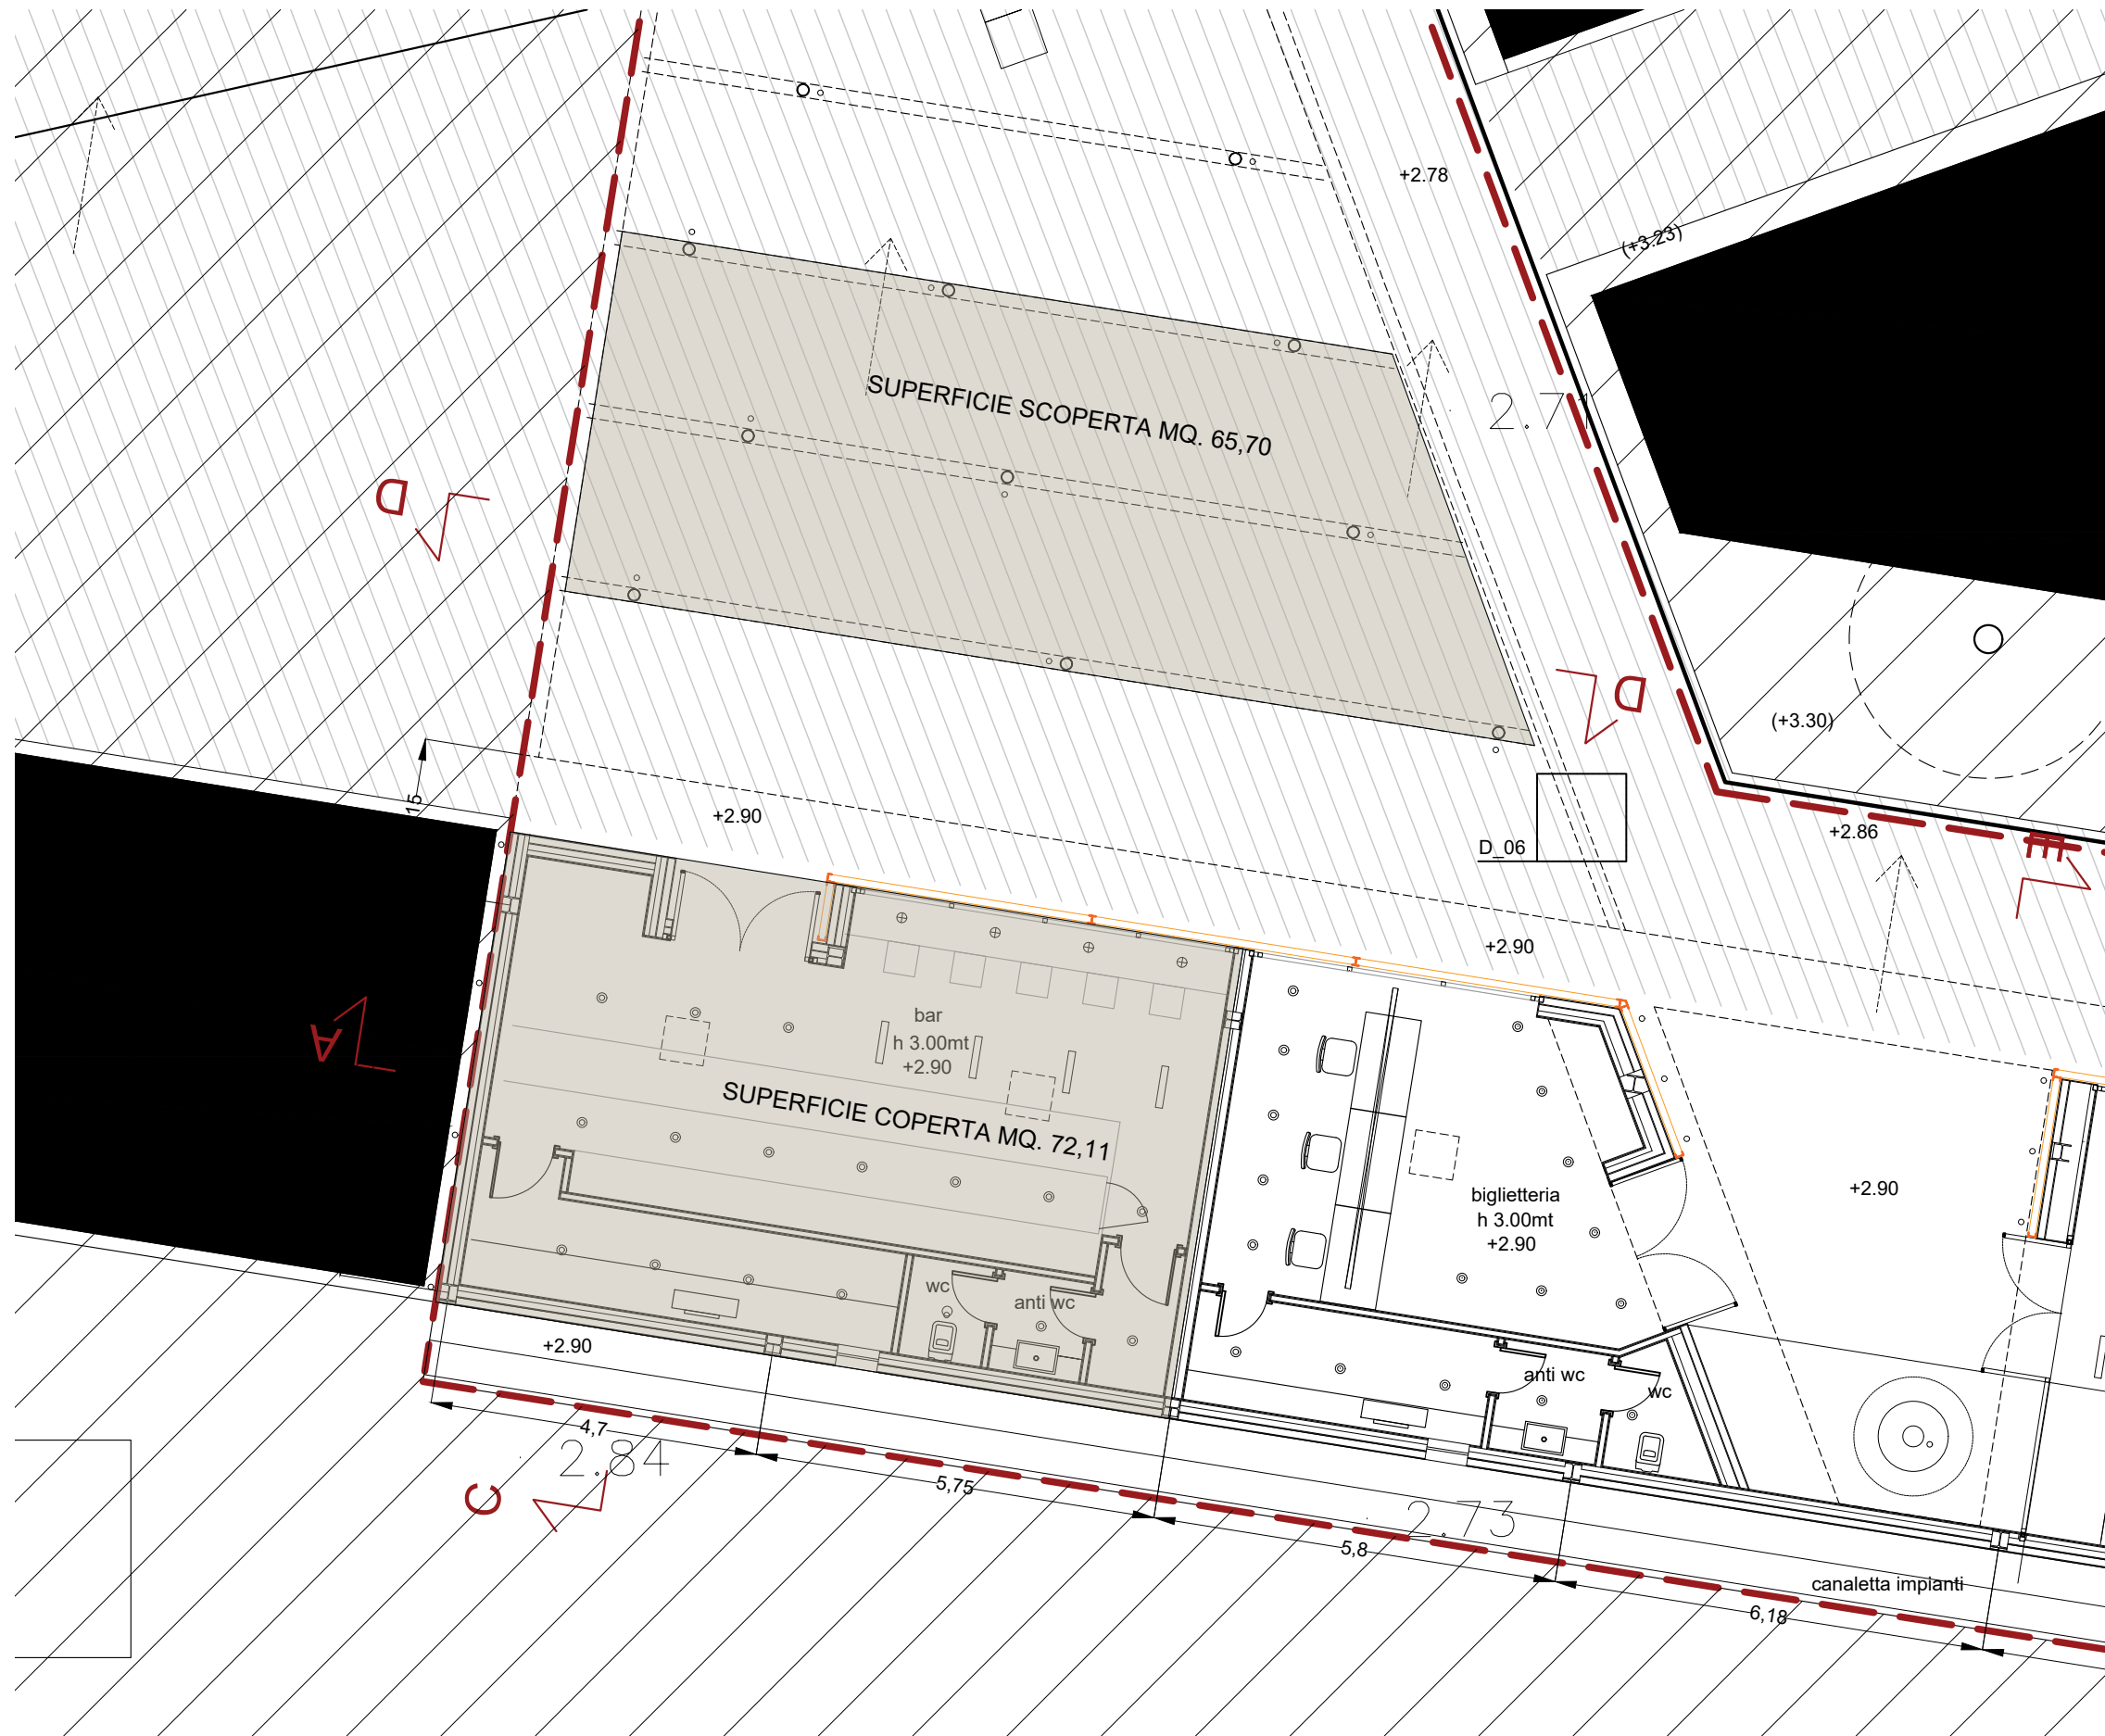 +2.78
(+3.23)
SUPERFICIE SCOPERTA MQ. 65,70
2.71
D
D
(+3.30)
15
+2.90
D_06
+2.86
E
+2.90
bar
h 3.00mt
+2.90
A
SUPERFICIE COPERTA MQ. 72,11
biglietteria
h 3.00mt
+2.90
+2.90
wc
anti wc
+2.90
anti wc
wc
4,7
2.84
C
5,75
2.73
5,8
canaletta impianti
6,18